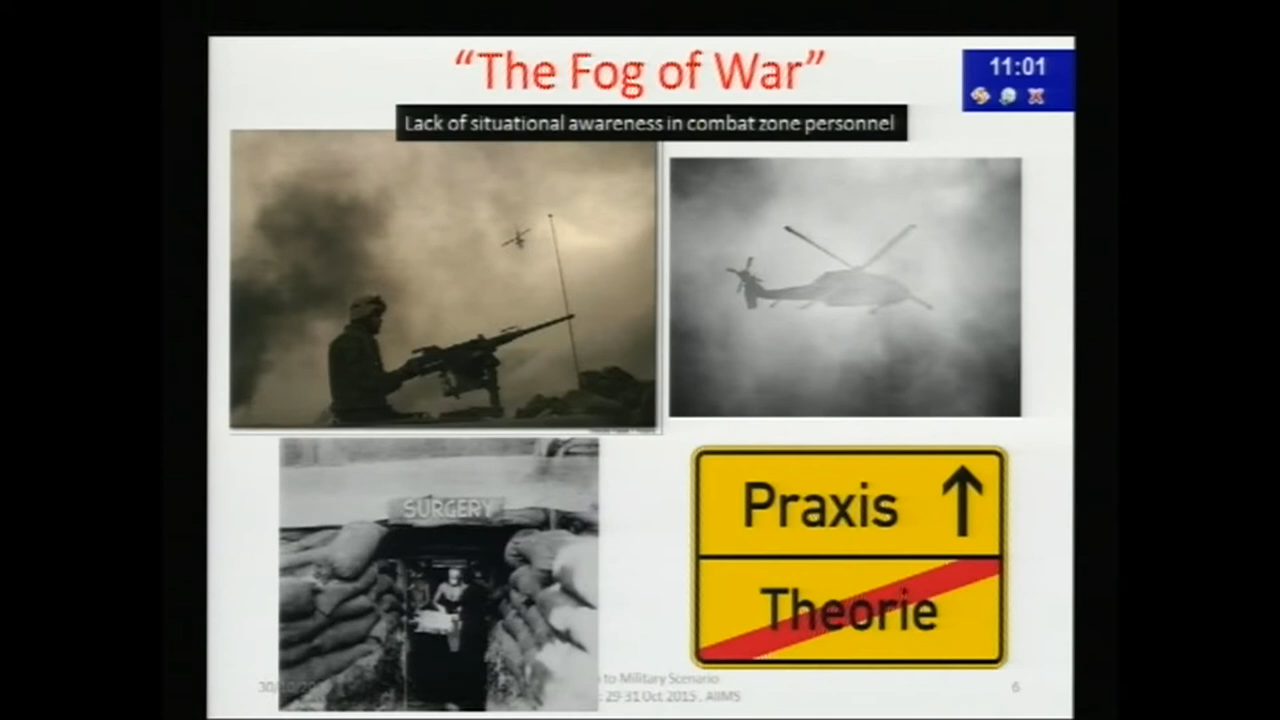 “The Fog of War”
11:01
Lack of situational awareness in combat zone personnel
SURGERY
Praxis
Theorie
to Military Scenario
29-31 Oct 2015, AIIMS
6